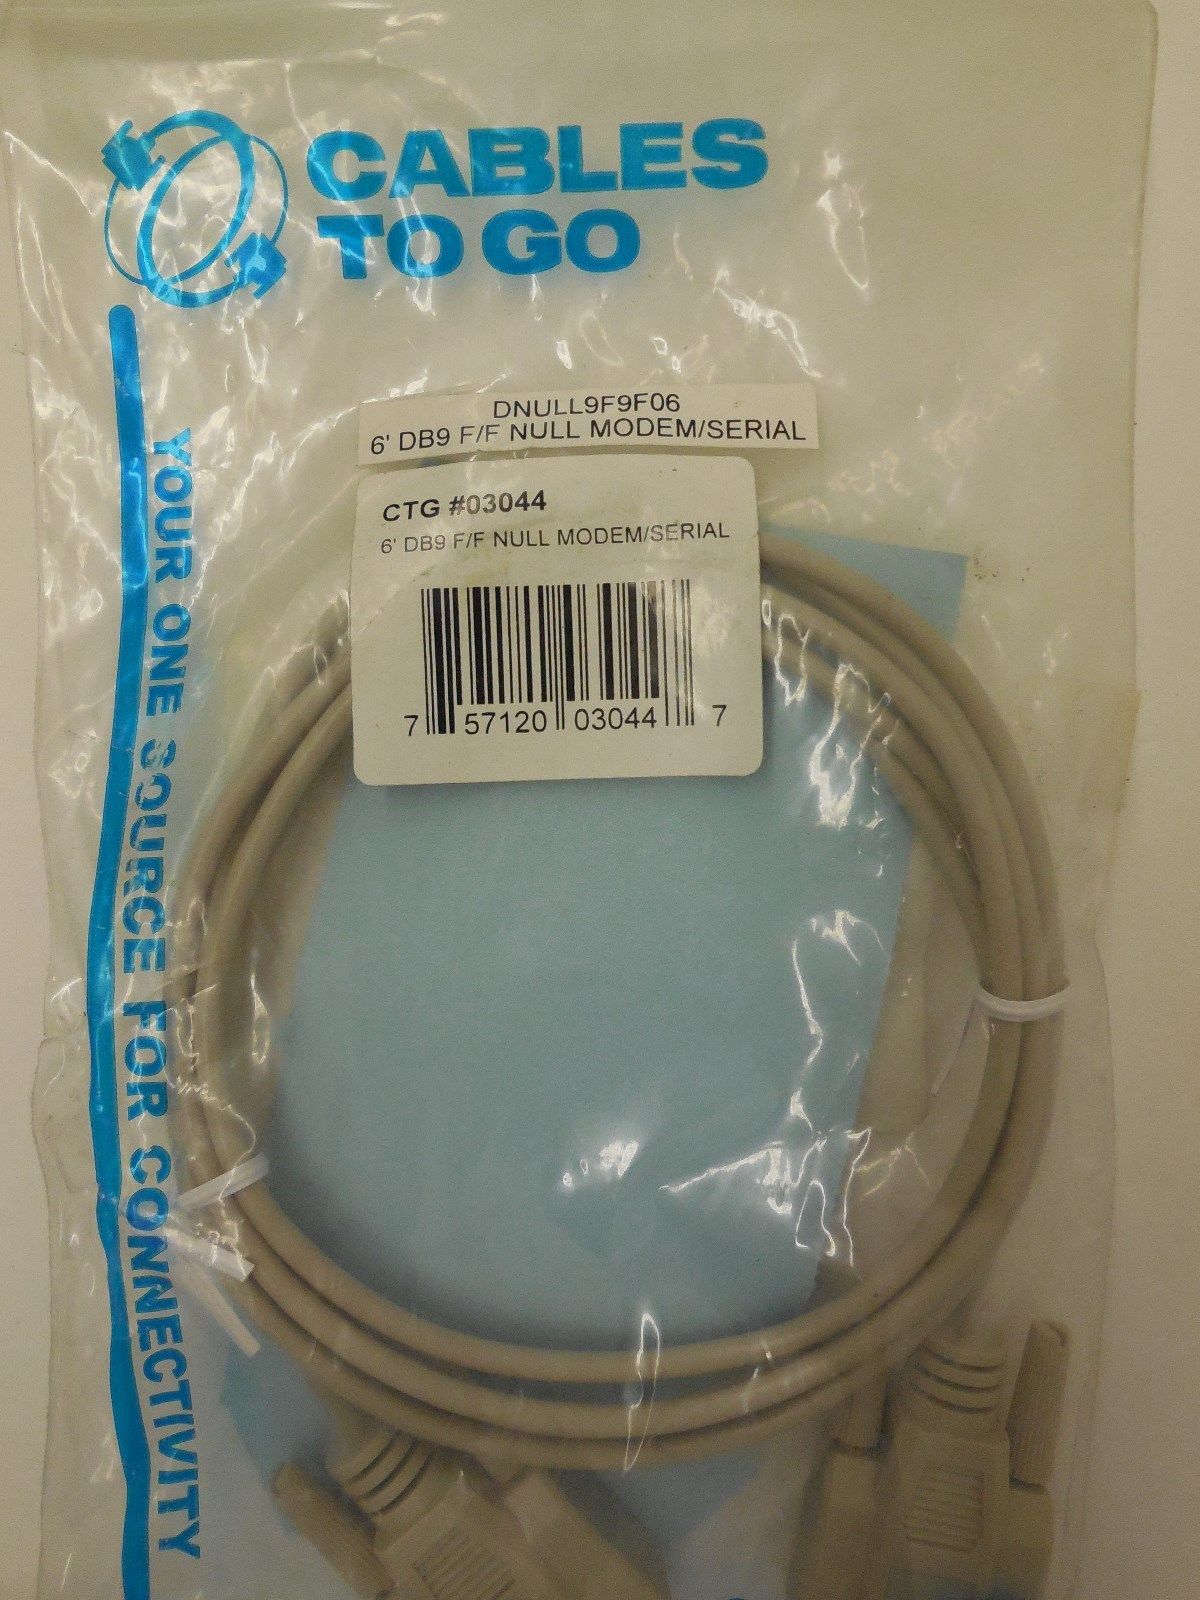 CABLES
TO GO
YOUR ONE SOURCE FOR CONNECTIVITY
DNULL9F9F06
6' DB9 F/F NULL MODEM/SERIAL
CTG #03044
6' DB9 F/F NULL MODEM/SERIAL
7 57120 03044 7